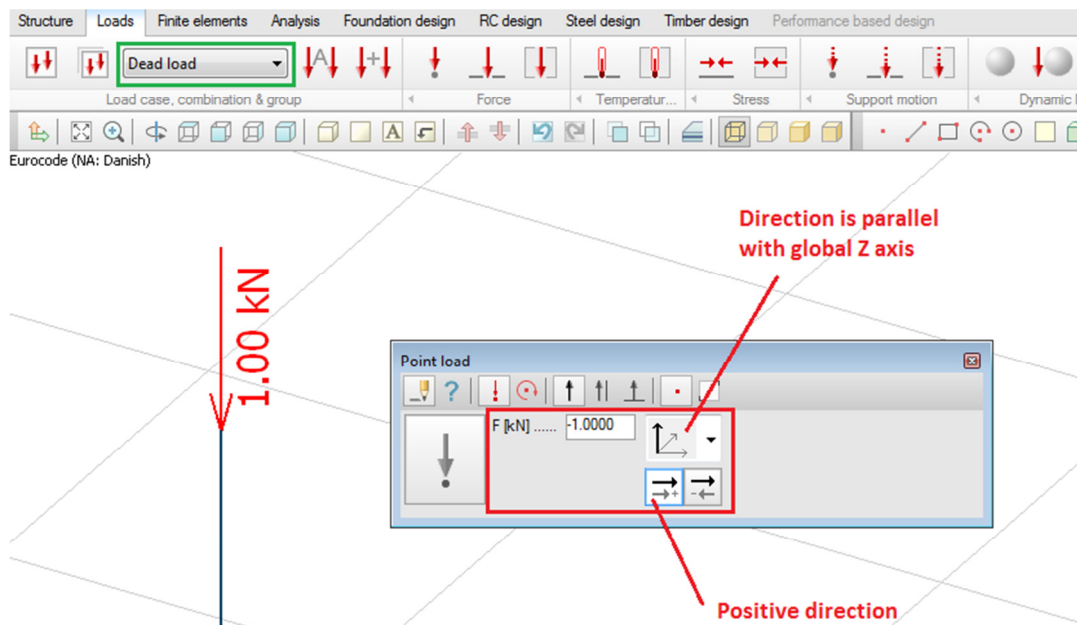 Structure Loads Finite elements Analysis Foundation design RC design Steel design Timber design Performance based design
Dead load
A
Load case, combination & group Force Temperatur... Stress Support motion Dynamic
A
Eurocode (NA: Danish)
Direction is parallel
with global Z axis
1.00 kN
Point load
?
F [kN] ...... -1.0000
Positive direction